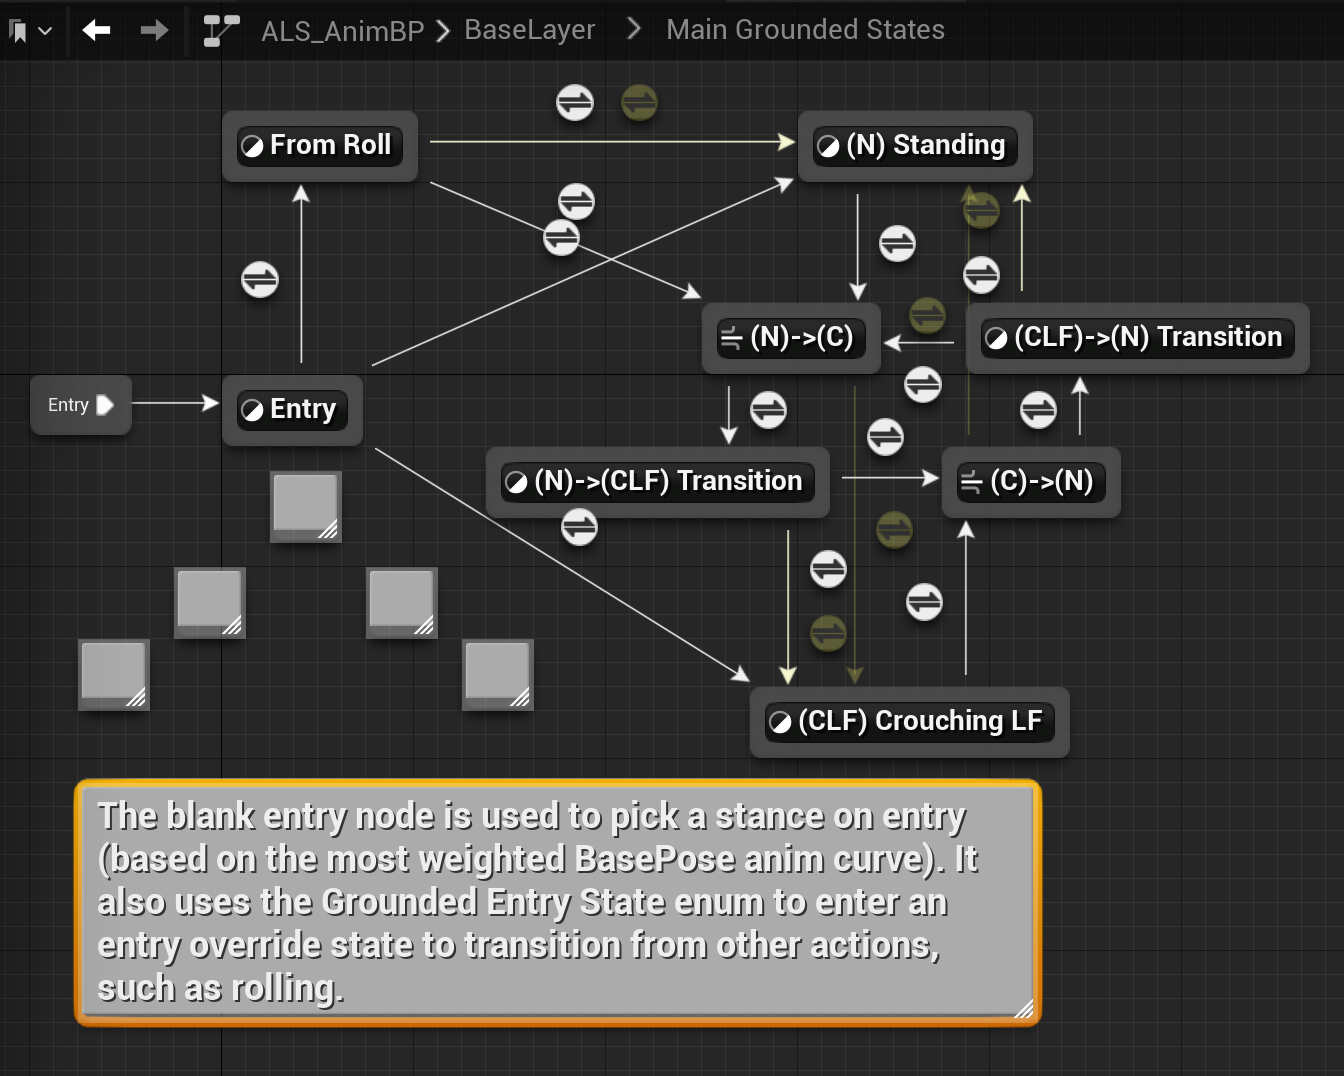 ALS_AnimBP > BaseLayer > Main Grounded States
From Roll
(N) Standing
(N)->(C)
(CLF)->(N) Transition
Entry
Entry
(N)->(CLF) Transition
(C)->(N)
(CLF) Crouching LF
The blank entry node is used to pick a stance on entry
(based on the most weighted BasePose anim curve). It
also uses the Grounded Entry State enum to enter an
entry override state to transition from other actions,
such as rolling.